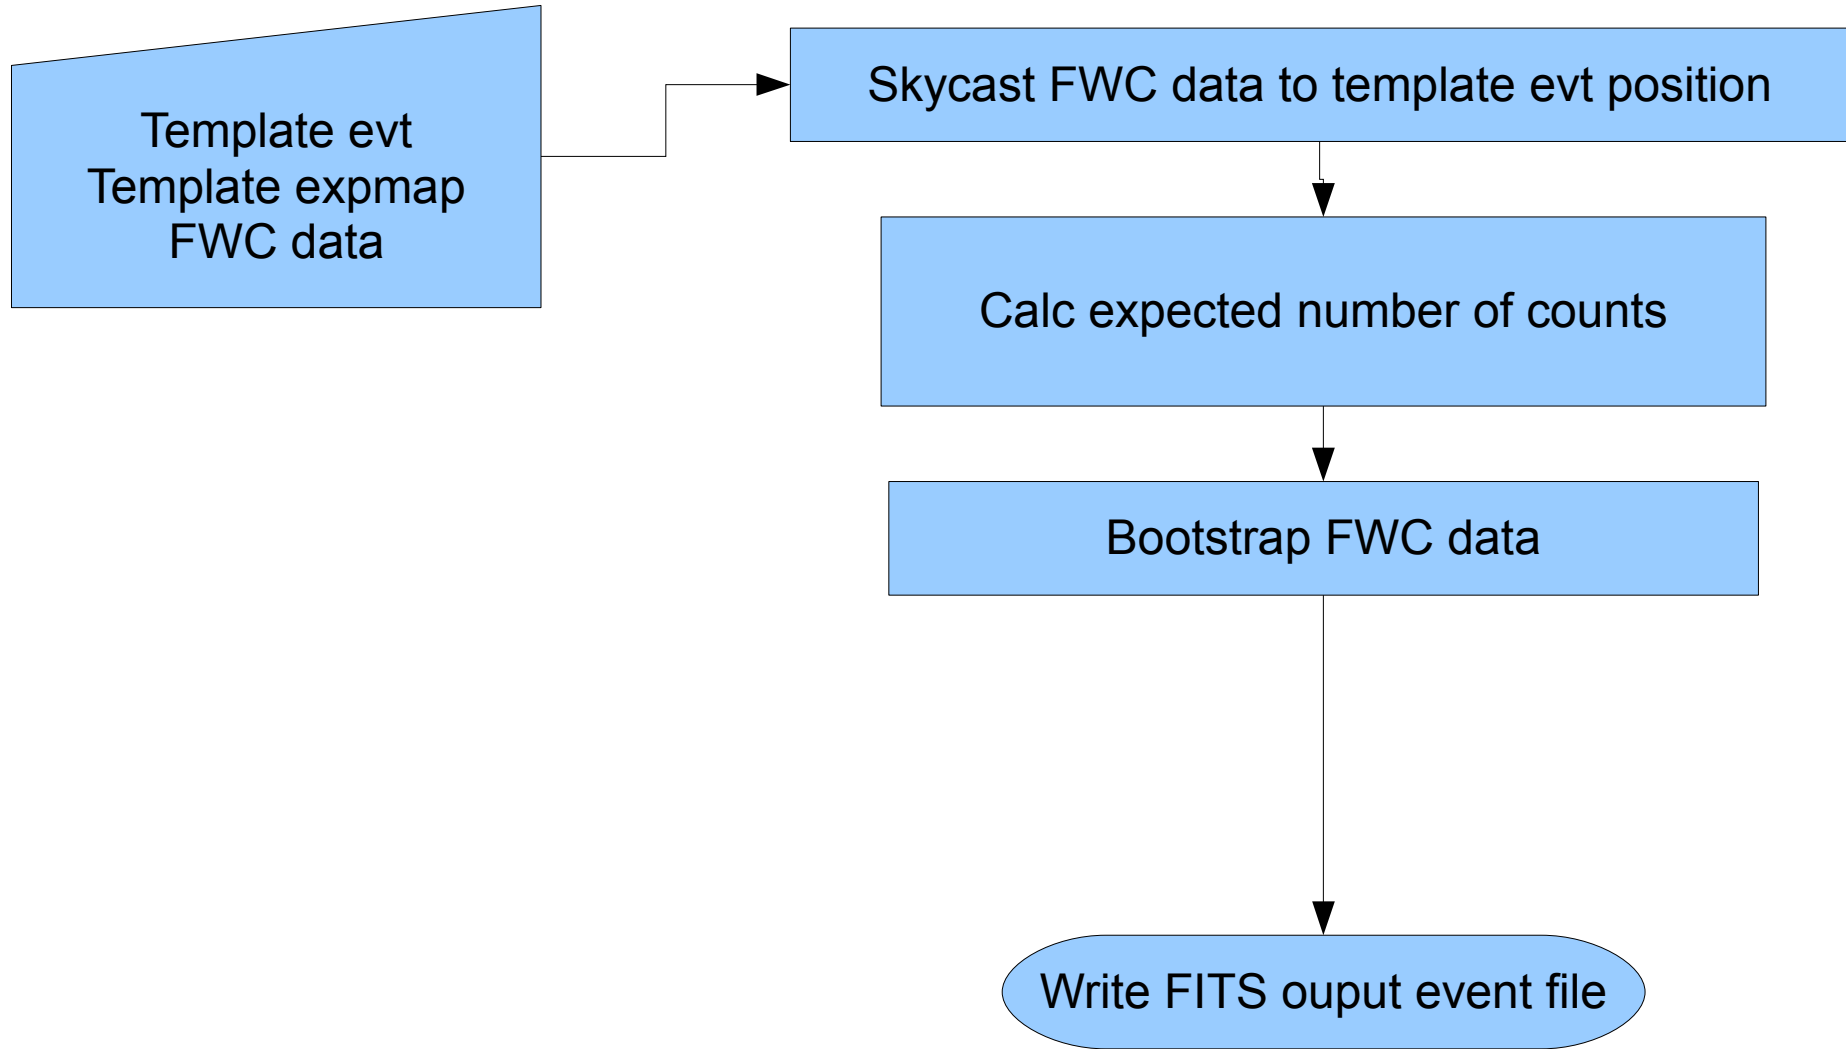 Template evt
Template expmap
FWC data
Skycast FWC data to template evt position
Calc expected number of counts
Bootstrap FWC data
Write FITS ouput event file